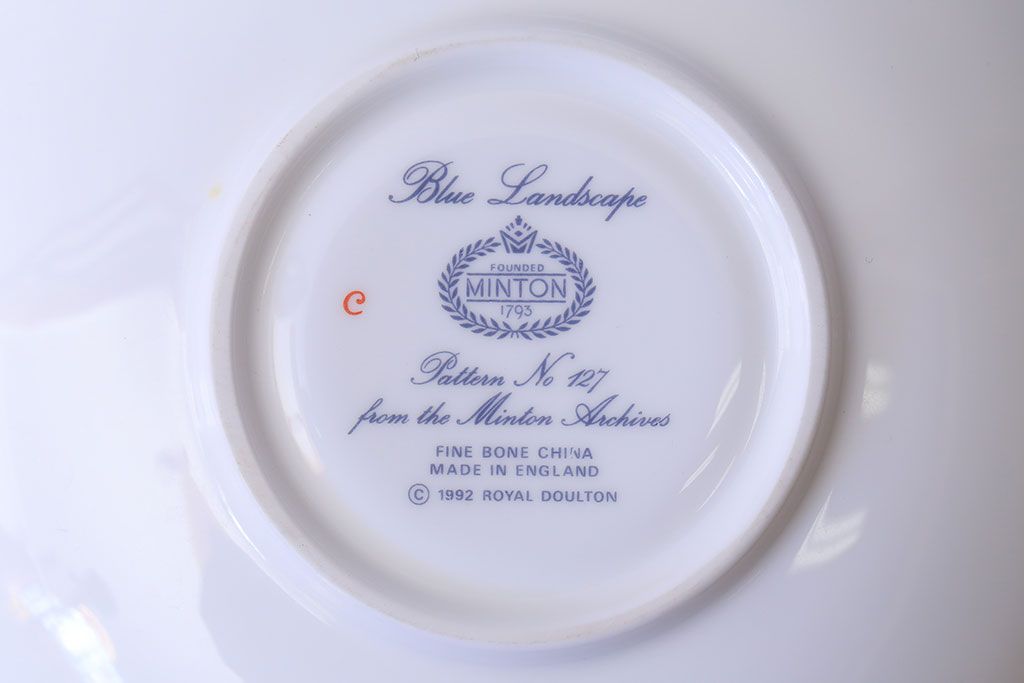 Blue Landscape
FOUNDED
MINTON
1793
c
Pattern No 127
from the Minton Archives
FINE BONE CHINA
MADE IN ENGLAND
© 1992 ROYAL DOULTON